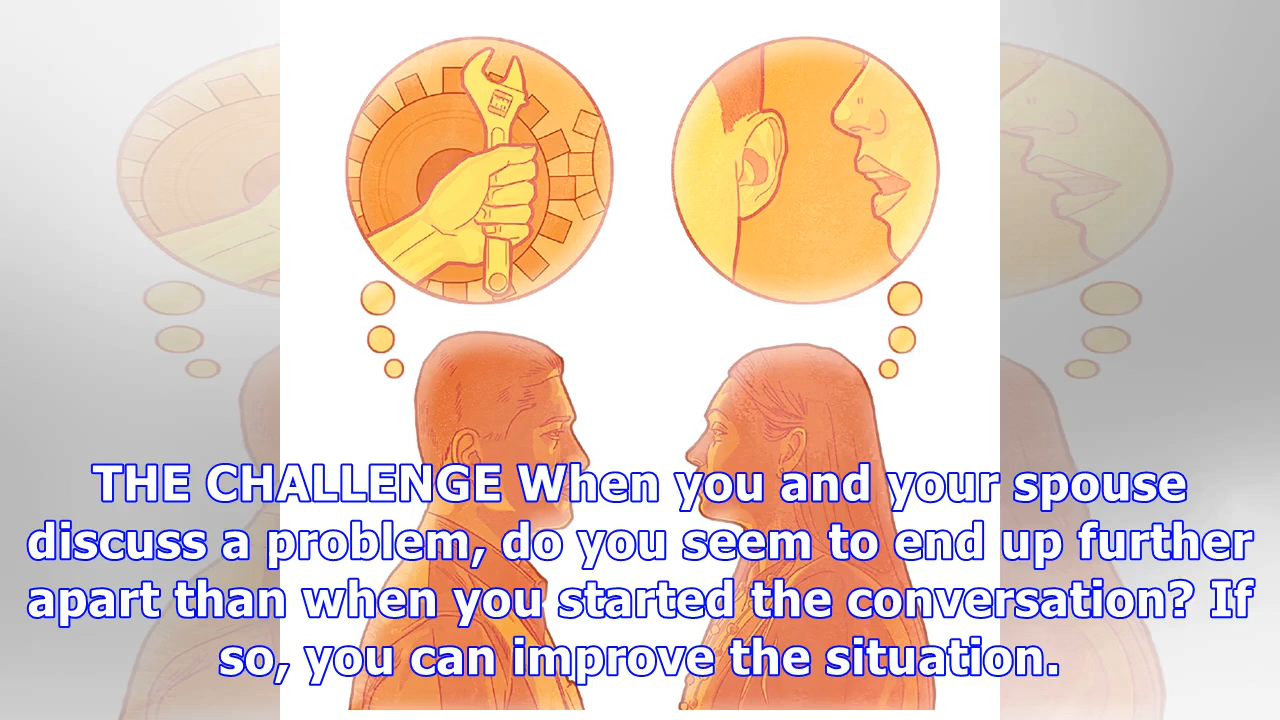 THE CHALLENGE When you and your spouse
discuss a problem, do you seem to end up further
apart than when you started the conversation? If
so, you can improve the situation.